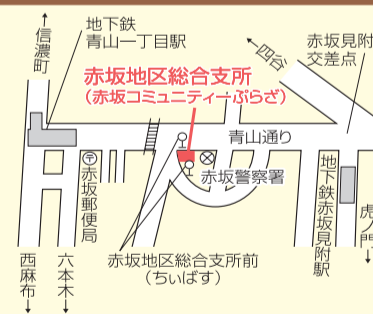 ↑信濃町
地下鉄
青山一丁目駅
↑四谷
赤坂見附
交差点
赤坂地区総合支所
(赤坂コミュニティーぷらざ)
青山通り
赤坂郵便局
赤坂警察署
地下鉄赤坂見附駅
虎ノ門↓
西麻布↓
六本木↓
赤坂地区総合支所前
(ちぃばす)